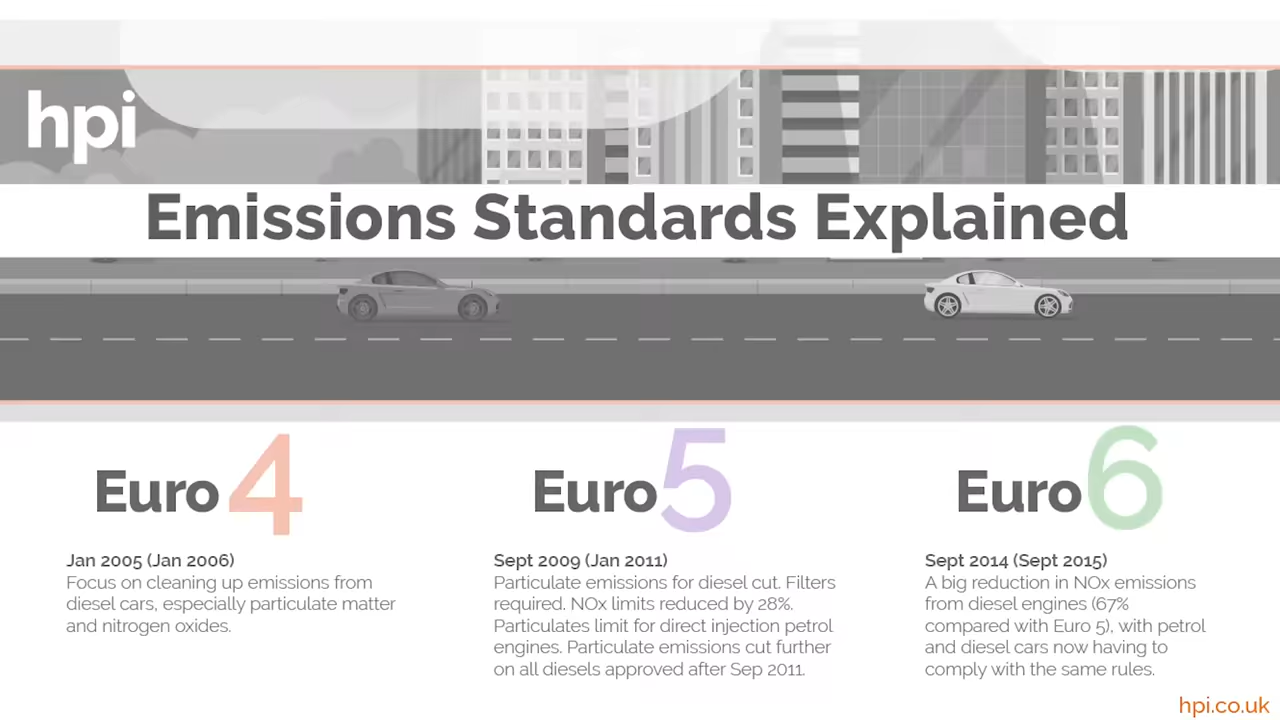 hpi
Emissions Standards Explained
Euro 4
Jan 2005 (Jan 2006)
Focus on cleaning up emissions from
diesel cars, especially particulate matter
and nitrogen oxides.
Euro 5
Sept 2009 (Jan 2011)
Particulate emissions for diesel cut. Filters
required. NOx limits reduced by 28%.
Particulates limit for direct injection petrol
engines. Particulate emissions cut further
on all diesels approved after Sep 2011.
Euro 6
Sept 2014 (Sept 2015)
A big reduction in NOx emissions
from diesel engines (67%
compared with Euro 5), with petrol
and diesel cars now having to
comply with the same rules.
hpi.co.uk